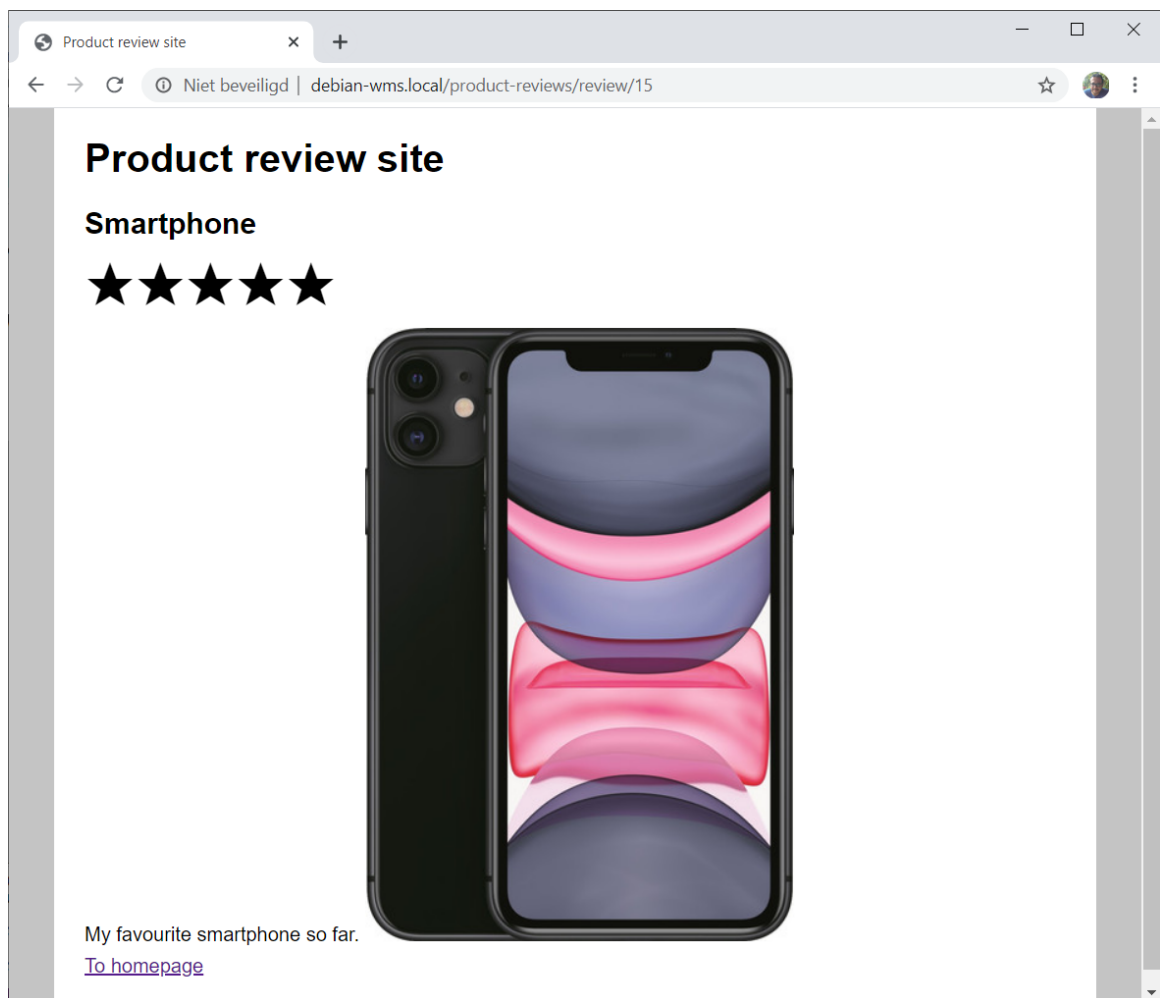 Product review site
Niet beveiligd | debian-wms.local/product-reviews/review/15
Product review site
Smartphone
My favourite smartphone so far.
To homepage